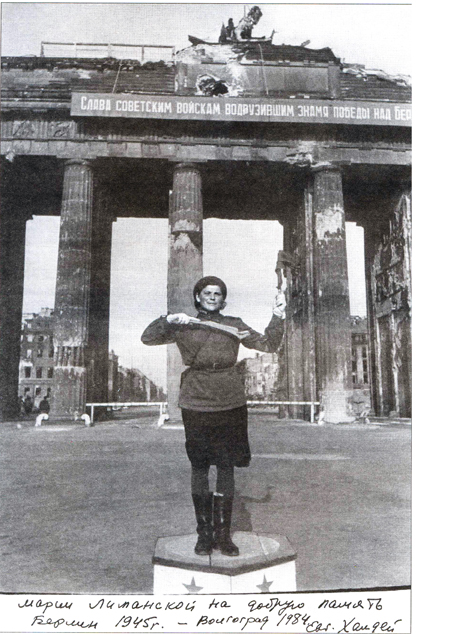 СЛАВА СОВЕТСКИМ ВОЙСКАМ ВОДРУЗИВШИМ ЗНАМЯ ПОБЕДЫ НАД БЕР
Марии Лиманской на добрую память
Берлин 1945г. – Волгоград 1984
Евг. Халдей